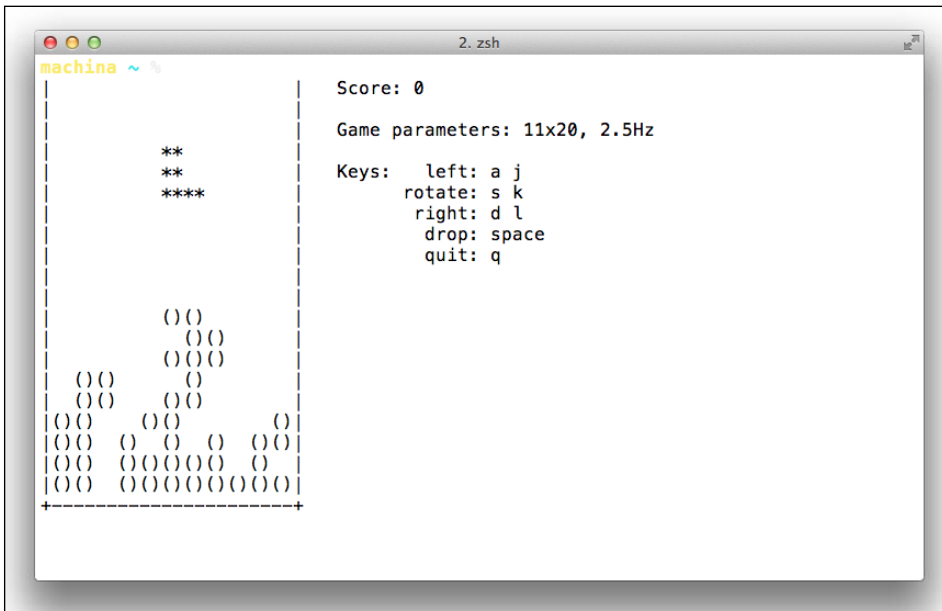 2. zsh
machina ~ %
|                      |   Score: 0
|                      |
|                      |   Game parameters: 11x20, 2.5Hz
|          **          |
|          **          |   Keys:   left: a j
|          ****        |         rotate: s k
|                      |          right: d l
|                      |           drop: space
|                      |           quit: q
|                      |
|                      |
|          ()()        |
|            ()()      |
|          ()()()      |
|  ()()      ()        |
|  ()()    ()()        |
|()()    ()()        ()|
|()()  ()  ()  ()  ()()|
|()()  ()()()()()  ()  |
|()()  ()()()()()()()()|
+----------------------+